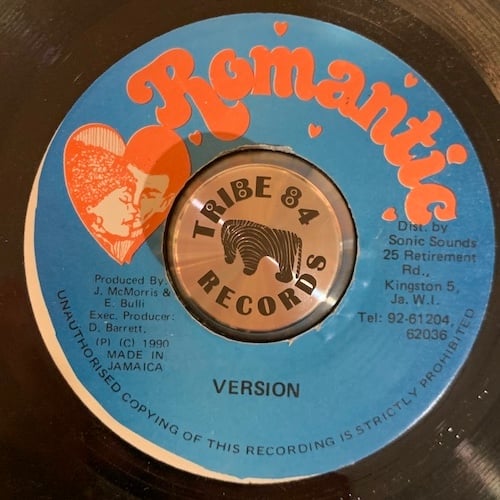 Romantic
TRIBE 84
RECORDS
Dist. by
Sonic Sounds
25 Retirement
Rd.,
Kingston 5,
Ja. W.I.
Tel: 92-61204,
62036
Produced By:
J. McMorris &
E. Bulli
Exec. Producer:
D. Barrett.
(P) (C) 1990
MADE IN
JAMAICA
VERSION
UNAUTHORISED COPYING OF THIS RECORDING IS STRICTLY PROHIBITED